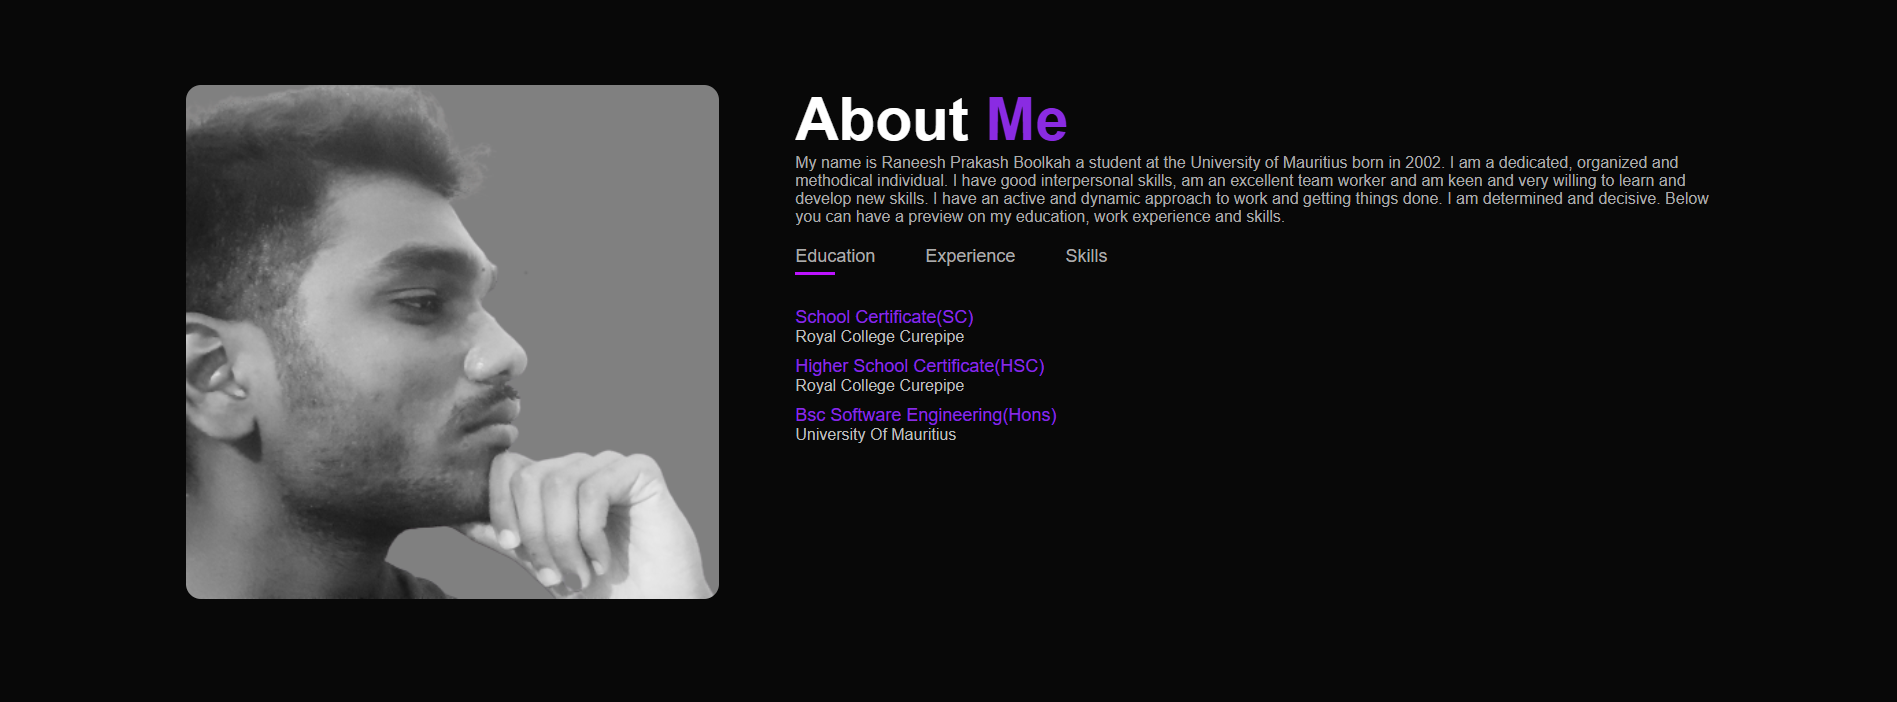 About Me
My name is Raneesh Prakash Boolkah a student at the University of Mauritius born in 2002. I am a dedicated, organized and
methodical individual. I have good interpersonal skills, am an excellent team worker and am keen and very willing to learn and
develop new skills. I have an active and dynamic approach to work and getting things done. I am determined and decisive. Below
you can have a preview on my education, work experience and skills.
Education Experience Skills
School Certificate(SC)
Royal College Curepipe
Higher School Certificate(HSC)
Royal College Curepipe
Bsc Software Engineering(Hons)
University Of Mauritius